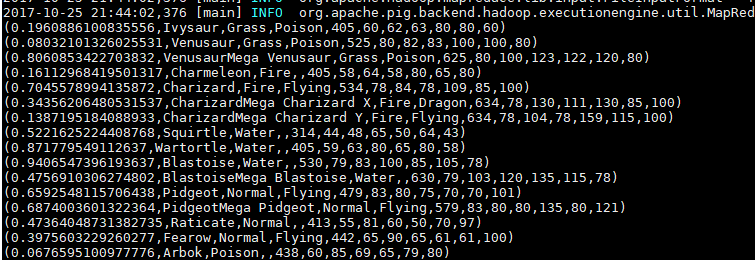 2017-10-25 21:44:02,376 [main] INFO org.apache.pig.backend.hadoop.executionengine.util.MapRed
(0.1960886100835556,Ivysaur,Grass,Poison,405,60,62,63,80,80,60)
(0.08032101326025531,Venusaur,Grass,Poison,525,80,82,83,100,100,80)
(0.8060853422703832,VenusaurMega Venusaur,Grass,Poison,625,80,100,123,122,120,80)
(0.16112968419501317,Charmeleon,Fire,,405,58,64,58,80,65,80)
(0.7045578994135872,Charizard,Fire,Flying,534,78,84,78,109,85,100)
(0.34356206480531537,CharizardMega Charizard X,Fire,Dragon,634,78,130,111,130,85,100)
(0.1387195184088933,CharizardMega Charizard Y,Fire,Flying,634,78,104,78,159,115,100)
(0.5221625224408768,Squirtle,Water,,314,44,48,65,50,64,43)
(0.871779549112637,Wartortle,Water,,405,59,63,80,65,80,58)
(0.9406547396193637,Blastoise,Water,,530,79,83,100,85,105,78)
(0.4756910306274802,BlastoiseMega Blastoise,Water,,630,79,103,120,135,115,78)
(0.6592548115706438,Pidgeot,Normal,Flying,479,83,80,75,70,70,101)
(0.6874003601322364,PidgeotMega Pidgeot,Normal,Flying,579,83,80,80,135,80,121)
(0.47364048731382735,Raticate,Normal,,413,55,81,60,50,70,97)
(0.3975603229260277,Fearow,Normal,Flying,442,65,90,65,61,61,100)
(0.0676595100977776,Arbok,Poison,,438,60,85,69,65,79,80)